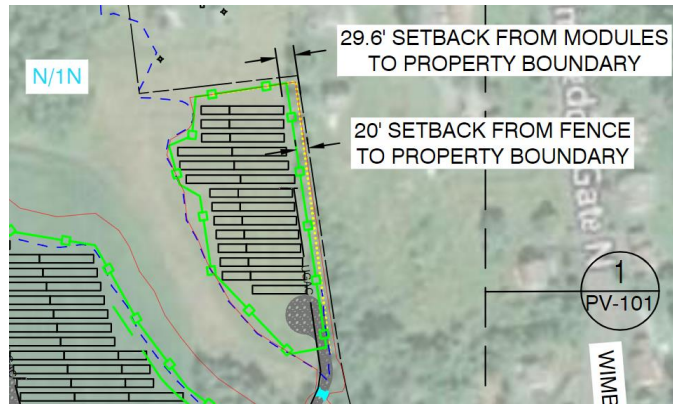 29.6' SETBACK FROM MODULES
TO PROPERTY BOUNDARY
N/1N
20' SETBACK FROM FENCE
TO PROPERTY BOUNDARY
UGAC
1
PV-101